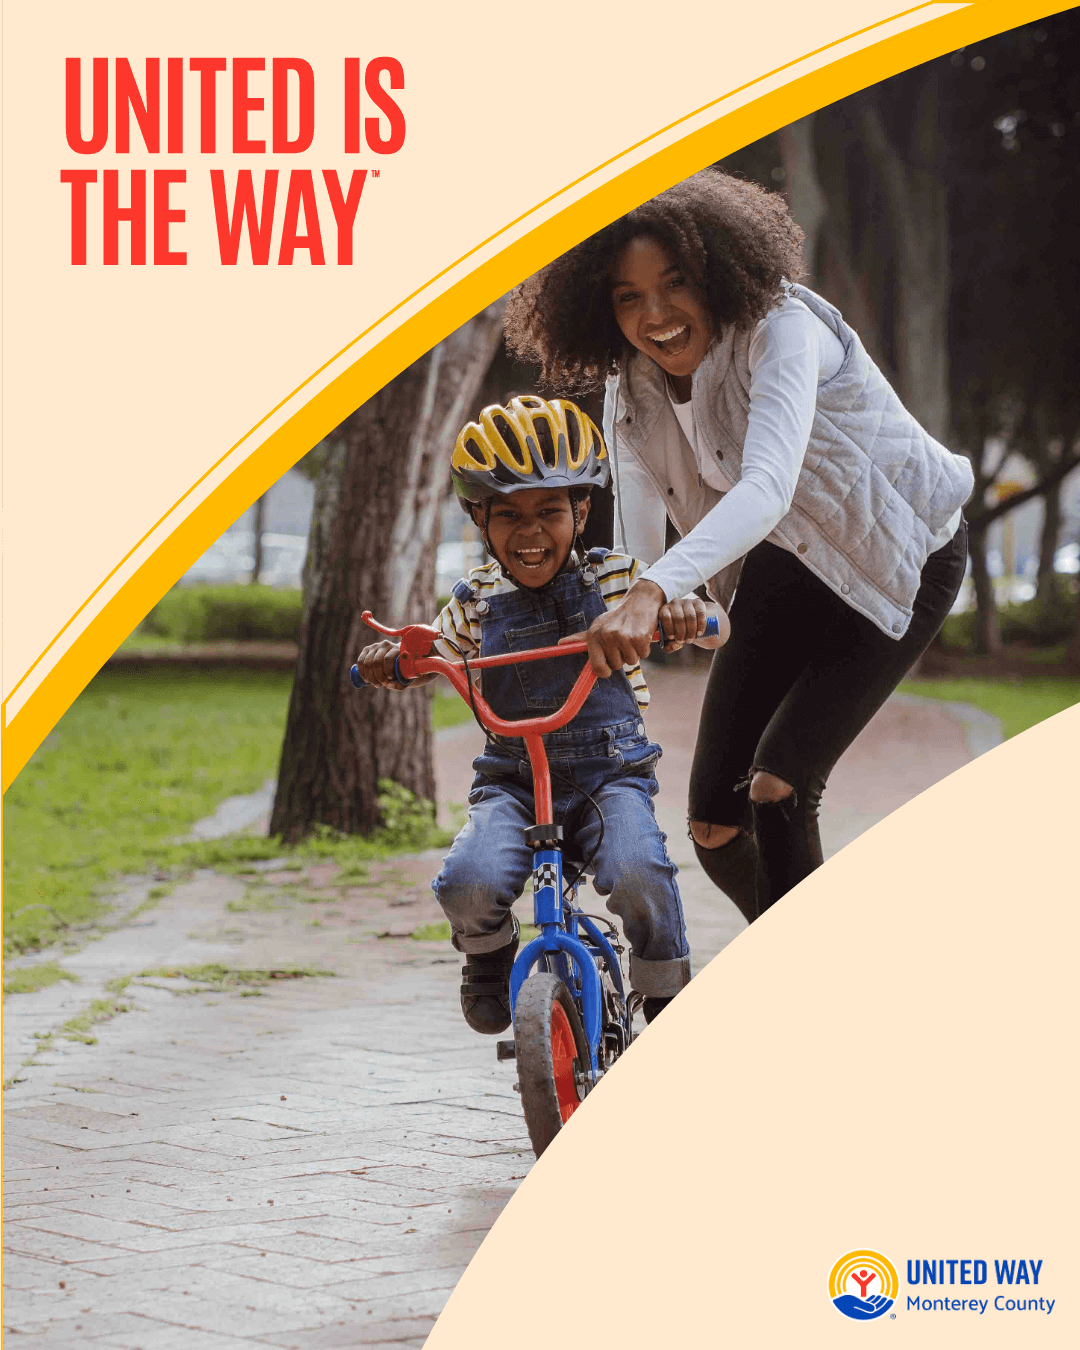 UNITED IS
THE WAY™
UNITED WAY
Monterey County
®